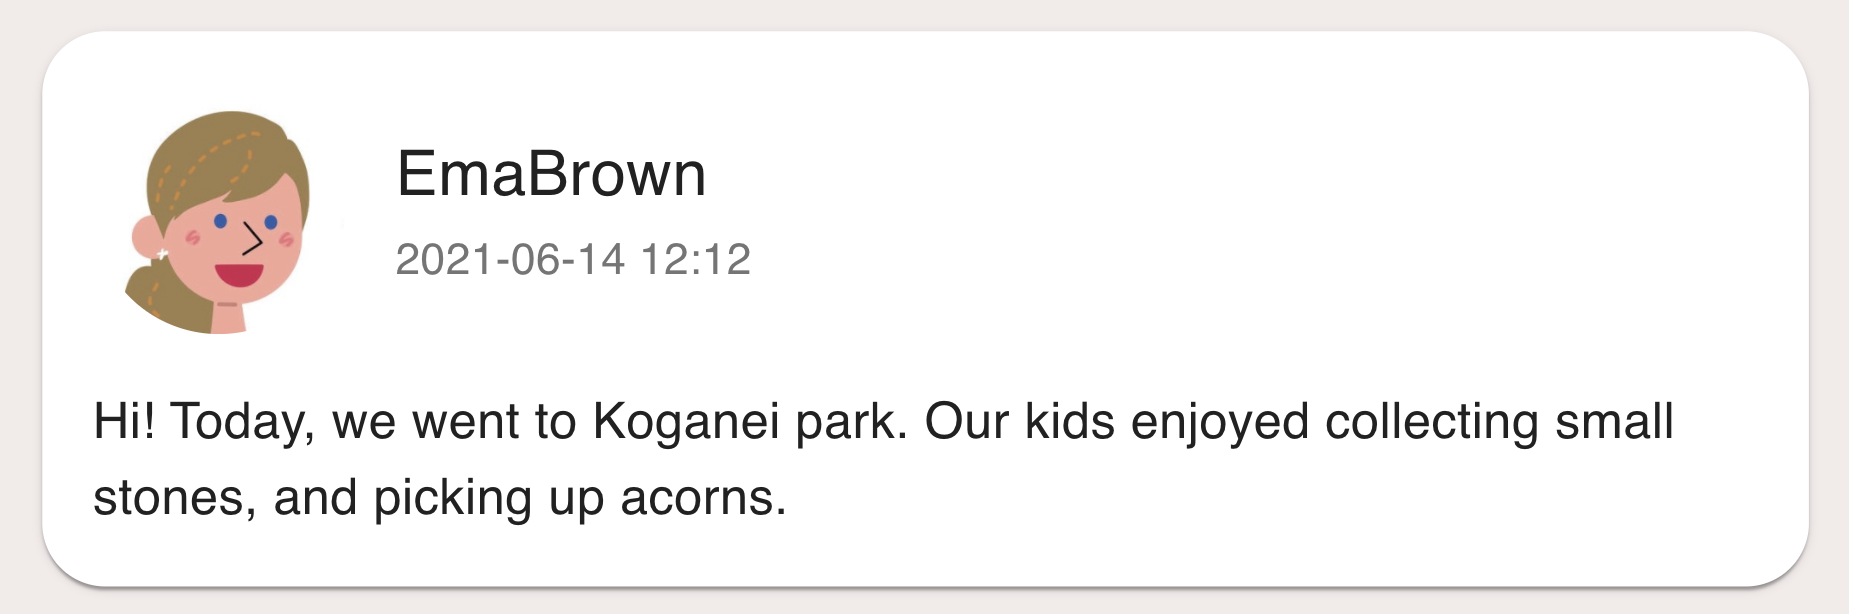 EmaBrown
2021-06-14 12:12
Hi! Today, we went to Koganei park. Our kids enjoyed collecting small
stones, and picking up acorns.